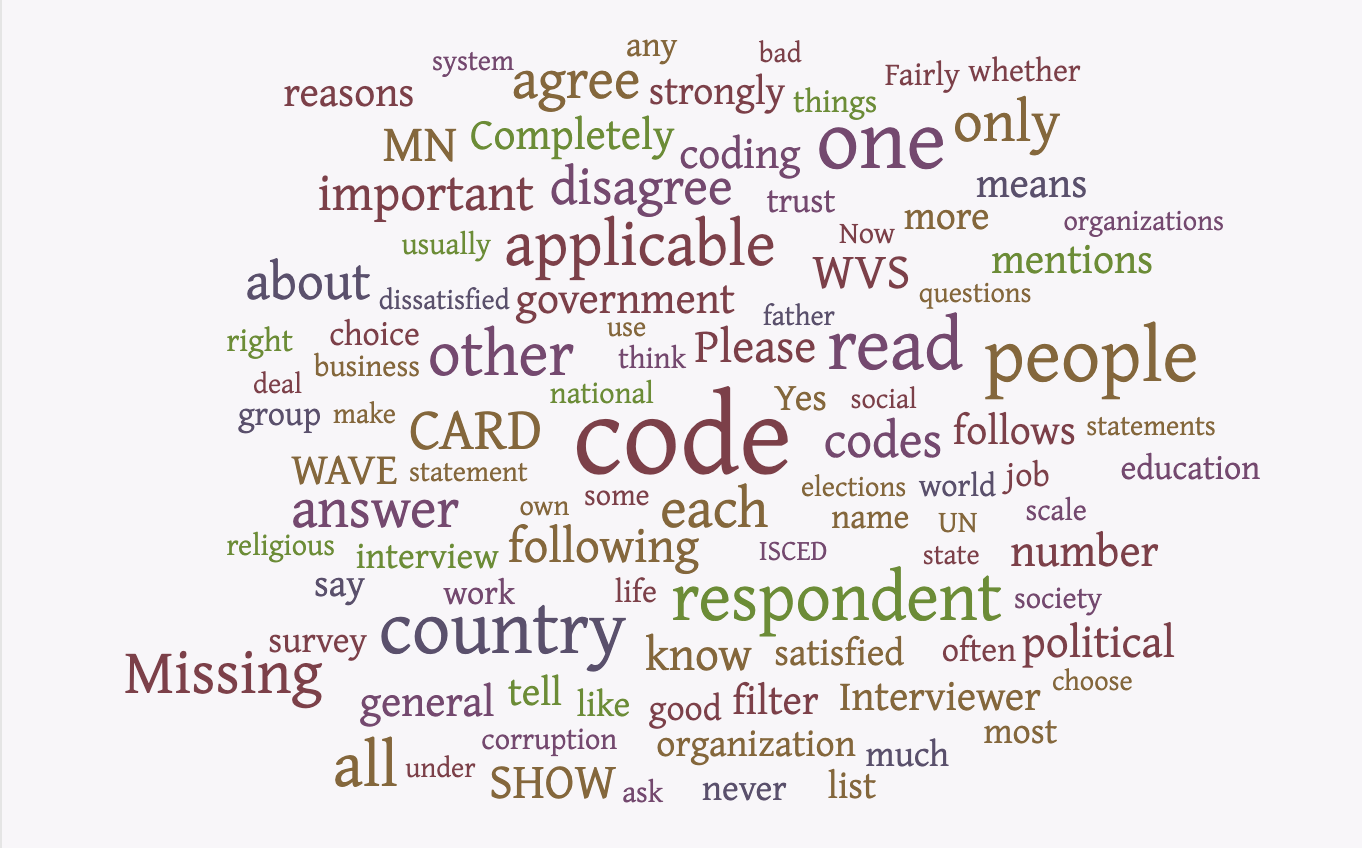 any bad
system agree strongly Fairly whether
reasons things
MN Completely coding one only
important disagree trust means
usually applicable Now more organizations
about WVS mentions
dissatisfied government questions
right choice use father
business other think Please read people
deal national Yes social
group make CARD code codes follows statements
WAVE statement elections world job education
answer own some each name UN scale
religious interview following ISCED state number
say work life respondent society
survey country know satisfied often political
Missing general tell like good filter Interviewer choose
corruption organization much most
all under SHOW ask never list